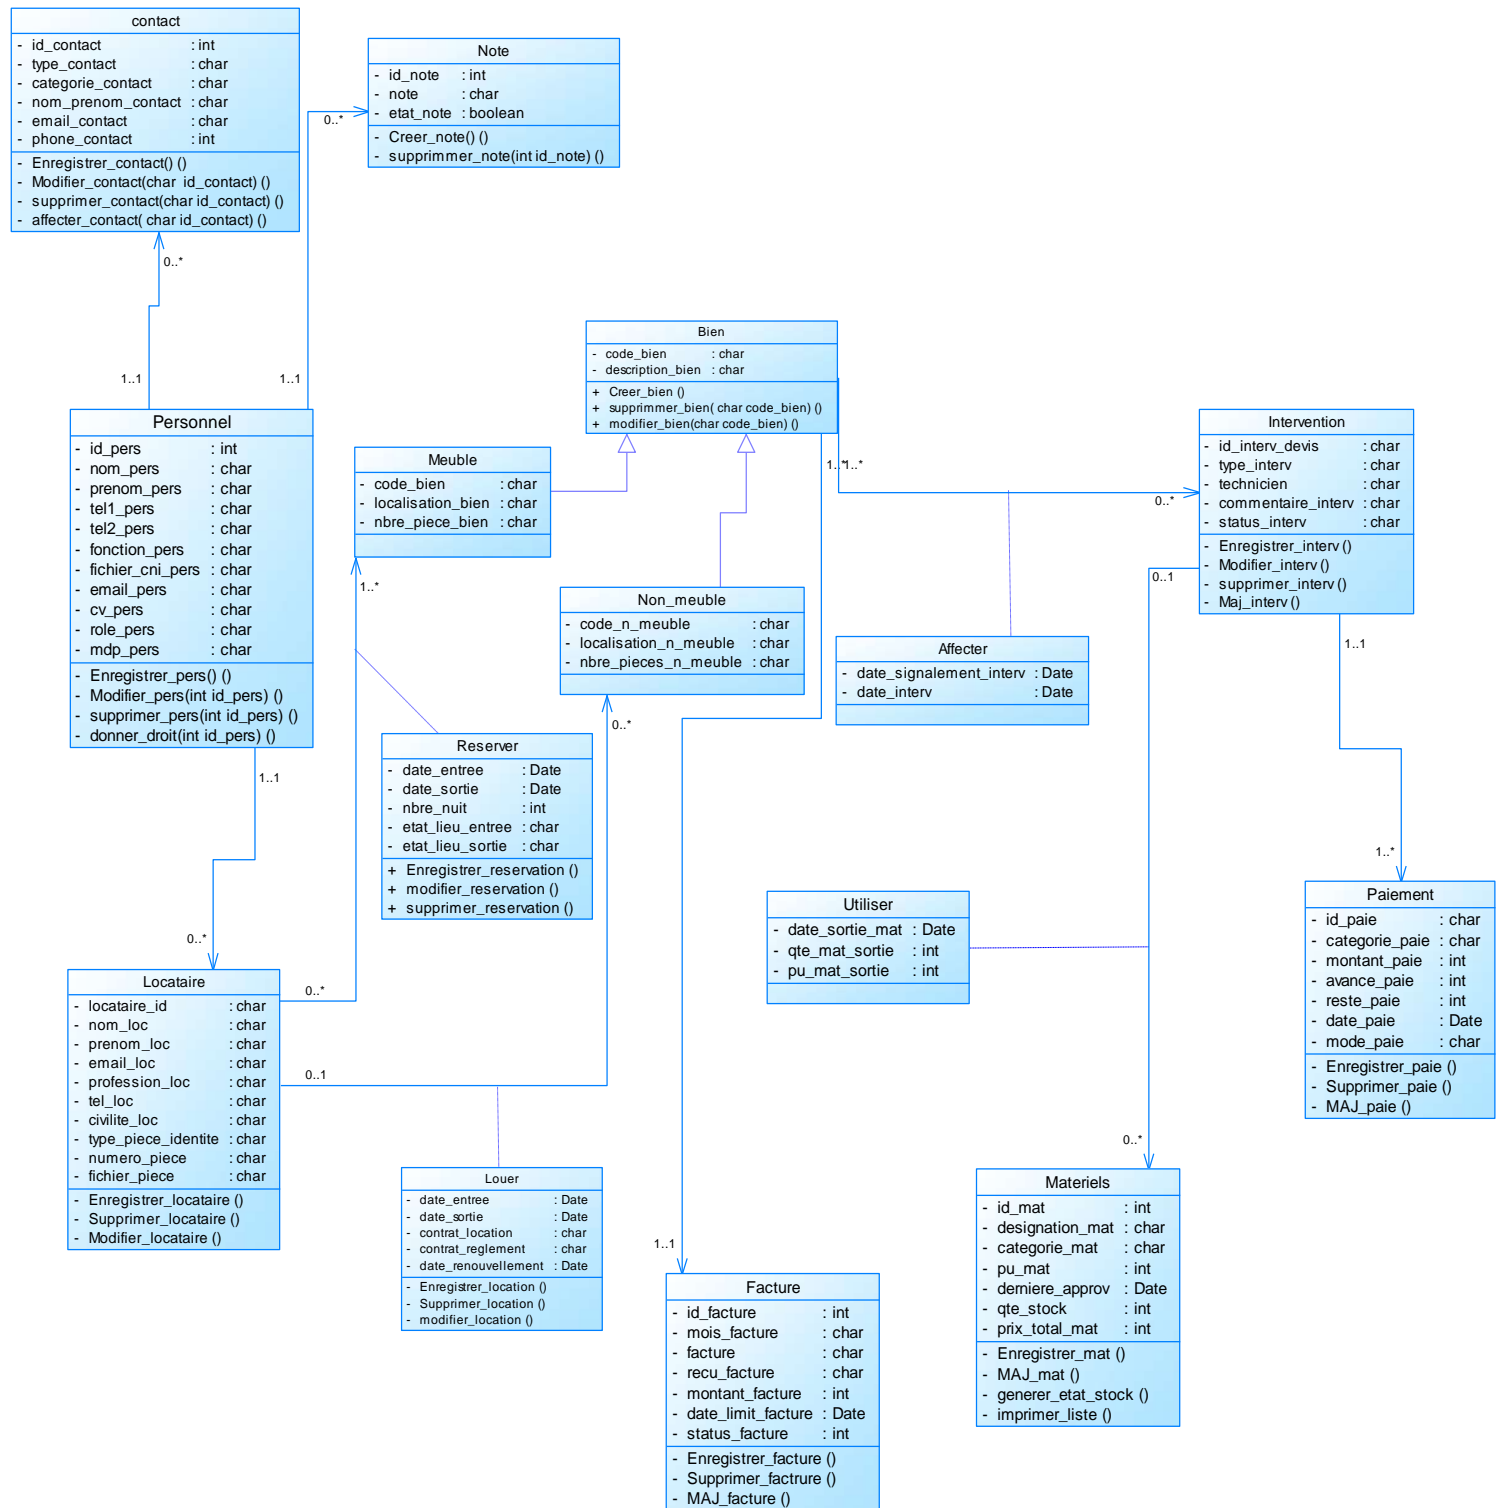 contact
- id_contact : int
- type_contact : char
- categorie_contact : char
- nom_prenom_contact : char
- email_contact : char
- phone_contact : int
- Enregistrer_contact() ()
- Modifier_contact(char id_contact) ()
- supprimer_contact(char id_contact) ()
- affecter_contact( char id_contact) ()
Note
- id_note : int
- note : char
- etat_note : boolean
- Creer_note() ()
- supprimmer_note(int id_note) ()
0..*
0..*
1..1
1..1
Personnel
- id_pers : int
- nom_pers : char
- prenom_pers : char
- tel1_pers : char
- tel2_pers : char
- fonction_pers : char
- fichier_cni_pers : char
- email_pers : char
- cv_pers : char
- role_pers : char
- mdp_pers : char
- Enregistrer_pers() ()
- Modifier_pers(int id_pers) ()
- supprimer_pers(int id_pers) ()
- donner_droit(int id_pers) ()
1..1
0..*
Bien
- code_bien : char
- description_bien : char
+ Creer_bien ()
+ supprimmer_bien( char code_bien) ()
+ modifier_bien(char code_bien) ()
1..*
1..*
0..*
Meuble
- code_bien : char
- localisation_bien : char
- nbre_piece_bien : char
1..*
Non_meuble
- code_n_meuble : char
- localisation_n_meuble : char
- nbre_pieces_n_meuble : char
0..*
Intervention
- id_interv_devis : char
- type_interv : char
- technicien : char
- commentaire_interv : char
- status_interv : char
- Enregistrer_interv ()
- Modifier_interv ()
- supprimer_interv ()
- Maj_interv ()
0..1
1..1
Affecter
- date_signalement_interv : Date
- date_interv : Date
Reserver
- date_entree : Date
- date_sortie : Date
- nbre_nuit : int
- etat_lieu_entree : char
- etat_lieu_sortie : char
+ Enregistrer_reservation ()
+ modifier_reservation ()
+ supprimer_reservation ()
1..*
Paiement
- id_paie : char
- categorie_paie : char
- montant_paie : int
- avance_paie : int
- reste_paie : int
- date_paie : Date
- mode_paie : char
- Enregistrer_paie ()
- Supprimer_paie ()
- MAJ_paie ()
Utiliser
- date_sortie_mat : Date
- qte_mat_sortie : int
- pu_mat_sortie : int
Locataire
- locataire_id : char
- nom_loc : char
- prenom_loc : char
- email_loc : char
- profession_loc : char
- tel_loc : char
- civilite_loc : char
- type_piece_identite : char
- numero_piece : char
- fichier_piece : char
- Enregistrer_locataire ()
- Supprimer_locataire ()
- Modifier_locataire ()
0..*
0..1
Louer
- date_entree : Date
- date_sortie : Date
- contrat_location : char
- contrat_reglement : char
- date_renouvellement : Date
- Enregistrer_location ()
- Supprimer_location ()
- modifier_location ()
0..*
Materiels
- id_mat : int
- designation_mat : char
- categorie_mat : char
- pu_mat : int
- derniere_approv : Date
- qte_stock : int
- prix_total_mat : int
- Enregistrer_mat ()
- MAJ_mat ()
- generer_etat_stock ()
- imprimer_liste ()
1..1
Facture
- id_facture : int
- mois_facture : char
- facture : char
- recu_facture : char
- montant_facture : int
- date_limit_facture : Date
- status_facture : int
- Enregistrer_facture ()
- Supprimer_factrure ()
- MAJ_facture ()